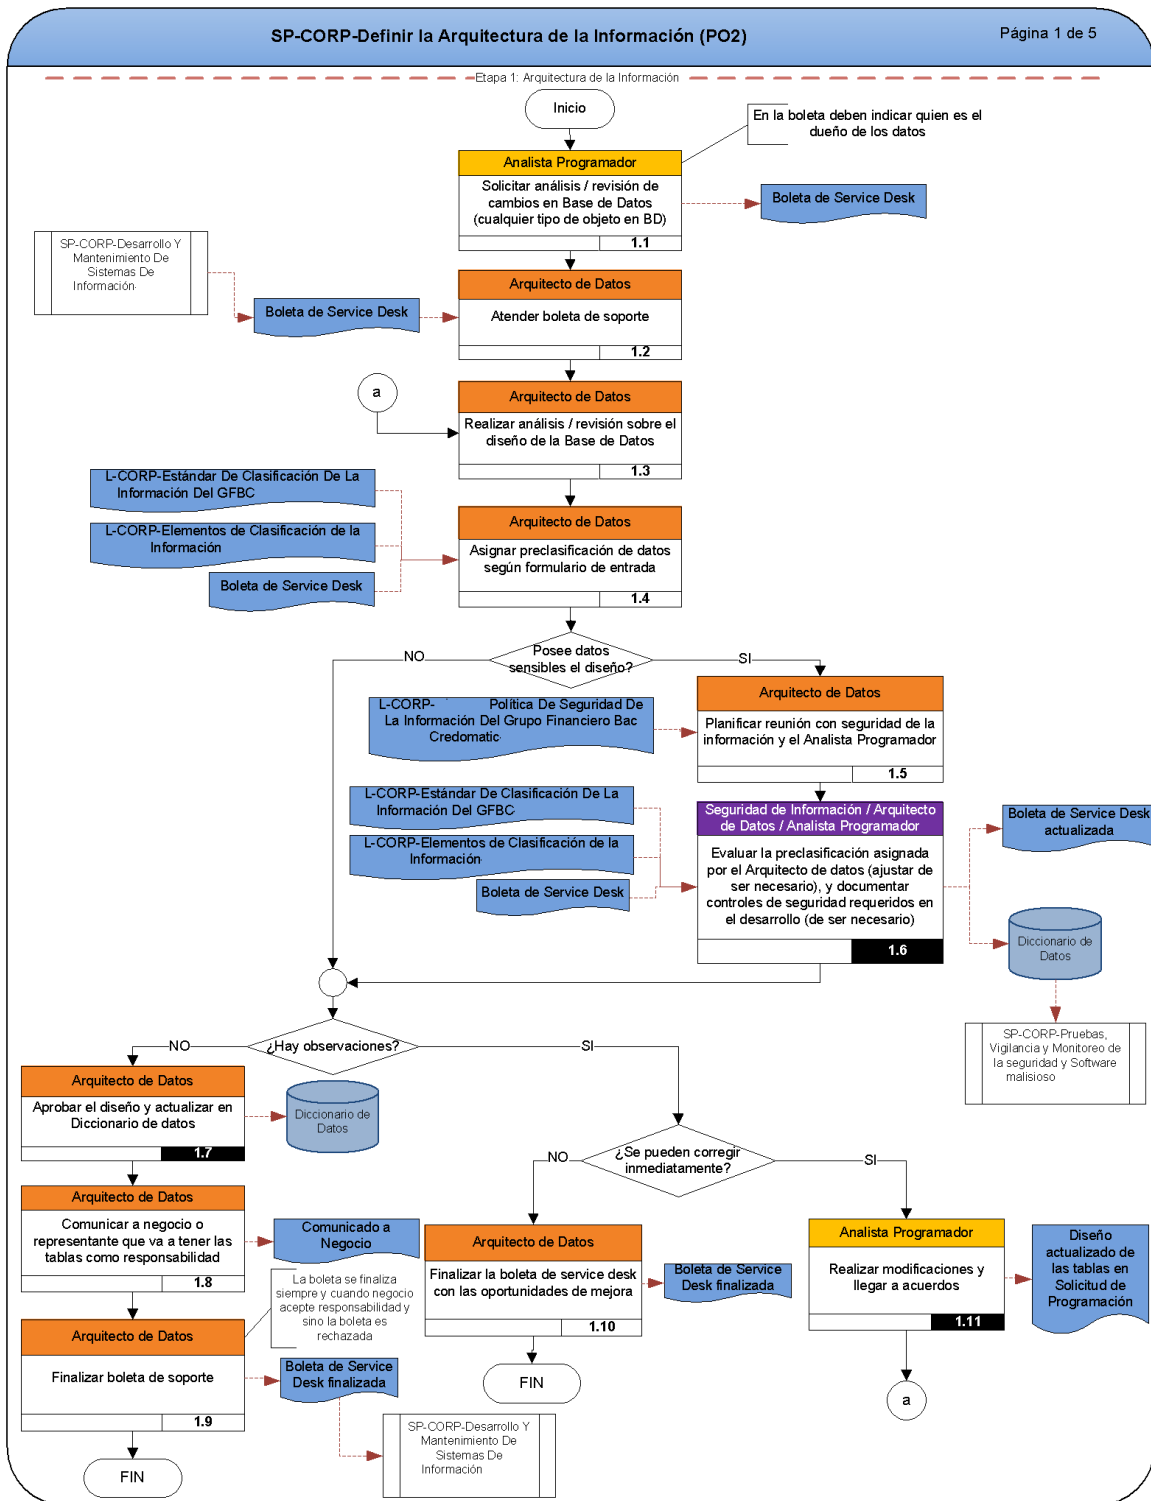 SP-CORP-Definir la Arquitectura de la Información (PO2)
Página 1 de 5
Etapa 1: Arquitectura de la Información
Inicio
En la boleta deben indicar quien es el
dueño de los datos
Analista Programador
Solicitar análisis / revisión de
cambios en Base de Datos
(cualquier tipo de objeto en BD)
1.1
Boleta de Service Desk
SP-CORP-Desarrollo Y
Mantenimiento De
Sistemas De
Información
Boleta de Service Desk
Arquitecto de Datos
Atender boleta de soporte
1.2
a
Arquitecto de Datos
Realizar análisis / revisión sobre el
diseño de la Base de Datos
1.3
L-CORP-Estándar De Clasificación De La
Información Del GFBC
L-CORP-Elementos de Clasificación de la
Información
Boleta de Service Desk
Arquitecto de Datos
Asignar preclasificación de datos
según formulario de entrada
1.4
Posee datos
sensibles el diseño?
NO
SI
L-CORP- Política De Seguridad De
La Información Del Grupo Financiero Bac
Credomatic
Arquitecto de Datos
Planificar reunión con seguridad de la
información y el Analista Programador
1.5
L-CORP-Estándar De Clasificación De La
Información Del GFBC
L-CORP-Elementos de Clasificación de la
Información
Boleta de Service Desk
Seguridad de Información / Arquitecto
de Datos / Analista Programador
Evaluar la preclasificación asignada
por el Arquitecto de datos (ajustar de
ser necesario), y documentar
controles de seguridad requeridos en
el desarrollo (de ser necesario)
1.6
Boleta de Service Desk
actualizada
Diccionario de
Datos
SP-CORP-Pruebas,
Vigilancia y Monitoreo de
la seguridad y Software
malisioso
¿Hay observaciones?
NO
SI
Arquitecto de Datos
Aprobar el diseño y actualizar en
Diccionario de datos
1.7
Diccionario de
Datos
¿Se pueden corregir
inmediatamente?
NO
SI
Arquitecto de Datos
Comunicar a negocio o
representante que va a tener las
tablas como responsabilidad
1.8
Comunicado a
Negocio
La boleta se finaliza
siempre y cuando negocio
acepte responsabilidad y
sino la boleta es
rechazada
Arquitecto de Datos
Finalizar boleta de soporte
1.9
Boleta de Service
Desk finalizada
SP-CORP-Desarrollo Y
Mantenimiento De
Sistemas De
Información
FIN
Arquitecto de Datos
Finalizar la boleta de service desk
con las oportunidades de mejora
1.10
Boleta de Service
Desk finalizada
FIN
Analista Programador
Realizar modificaciones y
llegar a acuerdos
1.11
Diseño
actualizado de
las tablas en
Solicitud de
Programación
a